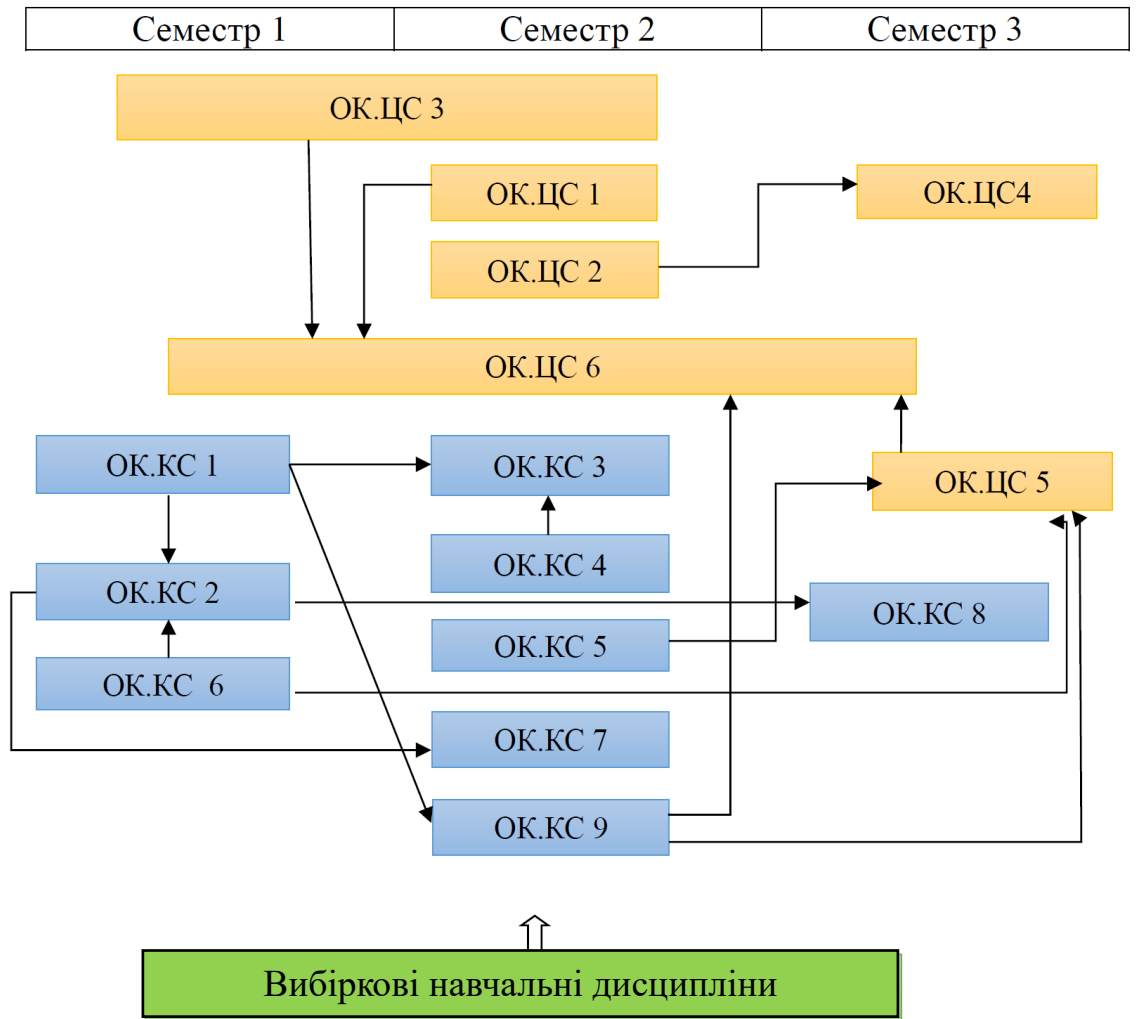 Семестр 1 Семестр 2 Семестр 3
ОК.ЦС 3
ОК.ЦС 1
ОК.ЦС4
ОК.ЦС 2
ОК.ЦС 6
ОК.КС 1
ОК.КС 3
ОК.ЦС 5
ОК.КС 4
ОК.КС 2
ОК.КС 8
ОК.КС 5
ОК.КС 6
ОК.КС 7
ОК.КС 9
Вибіркові навчальні дисципліни